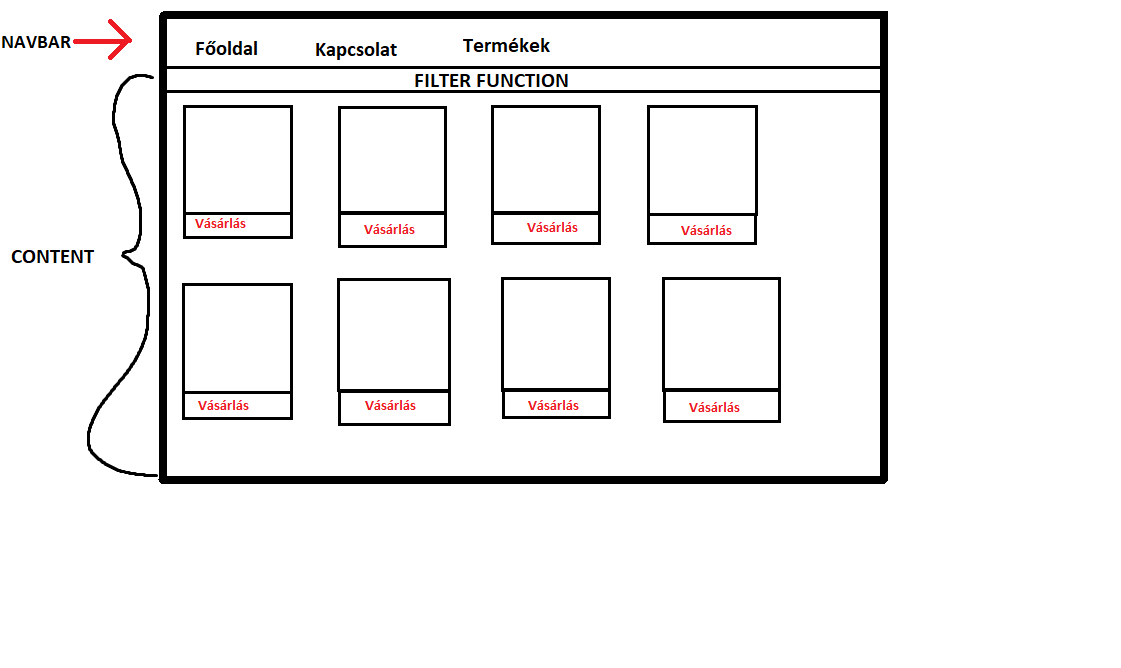 NAVBAR
Főoldal Kapcsolat Termékek
FILTER FUNCTION
Vásárlás Vásárlás Vásárlás Vásárlás
CONTENT
Vásárlás Vásárlás Vásárlás Vásárlás